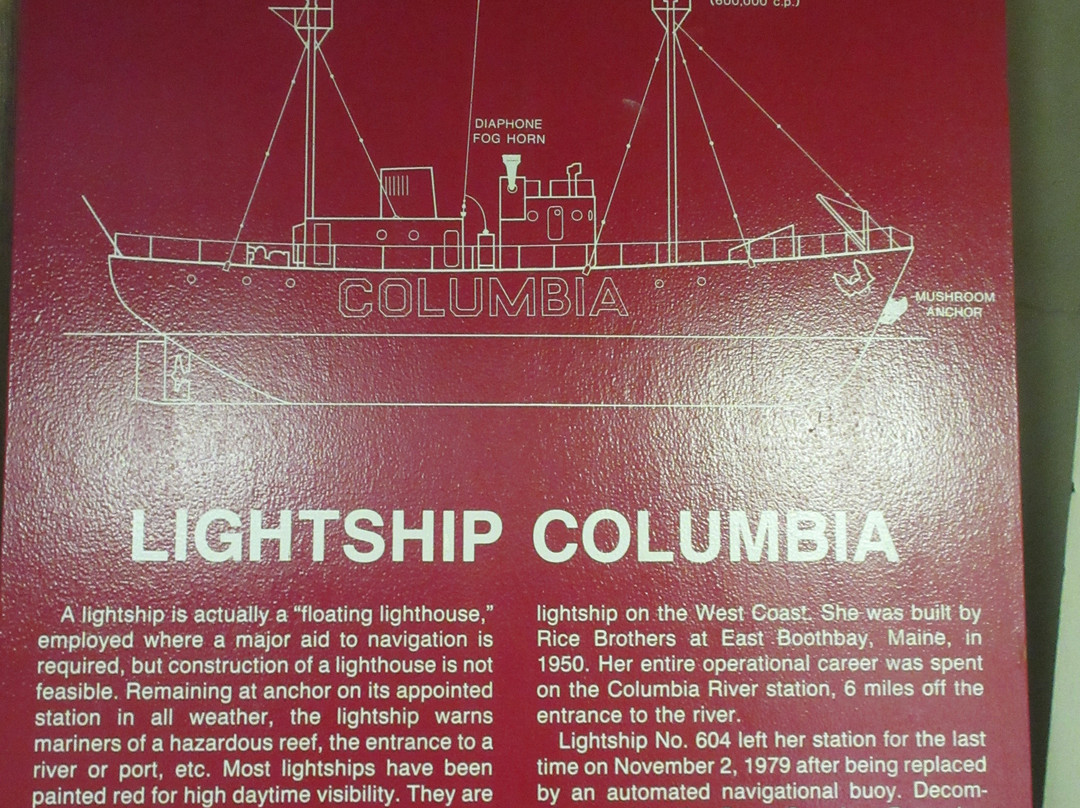 (600,000 c.p.)
DIAPHONE
FOG HORN
COLUMBIA
MUSHROOM
ANCHOR
LIGHTSHIP COLUMBIA
A lightship is actually a “floating lighthouse,”
employed where a major aid to navigation is
required, but construction of a lighthouse is not
feasible. Remaining at anchor on its appointed
station in all weather, the lightship warns
mariners of a hazardous reef, the entrance to a
river or port, etc. Most lightships have been
painted red for high daytime visibility. They are
lightship on the West Coast. She was built by
Rice Brothers at East Boothbay, Maine, in
1950. Her entire operational career was spent
on the Columbia River station, 6 miles off the
entrance to the river.
Lightship No. 604 left her station for the last
time on November 2, 1979 after being replaced
by an automated navigational buoy. Decom-